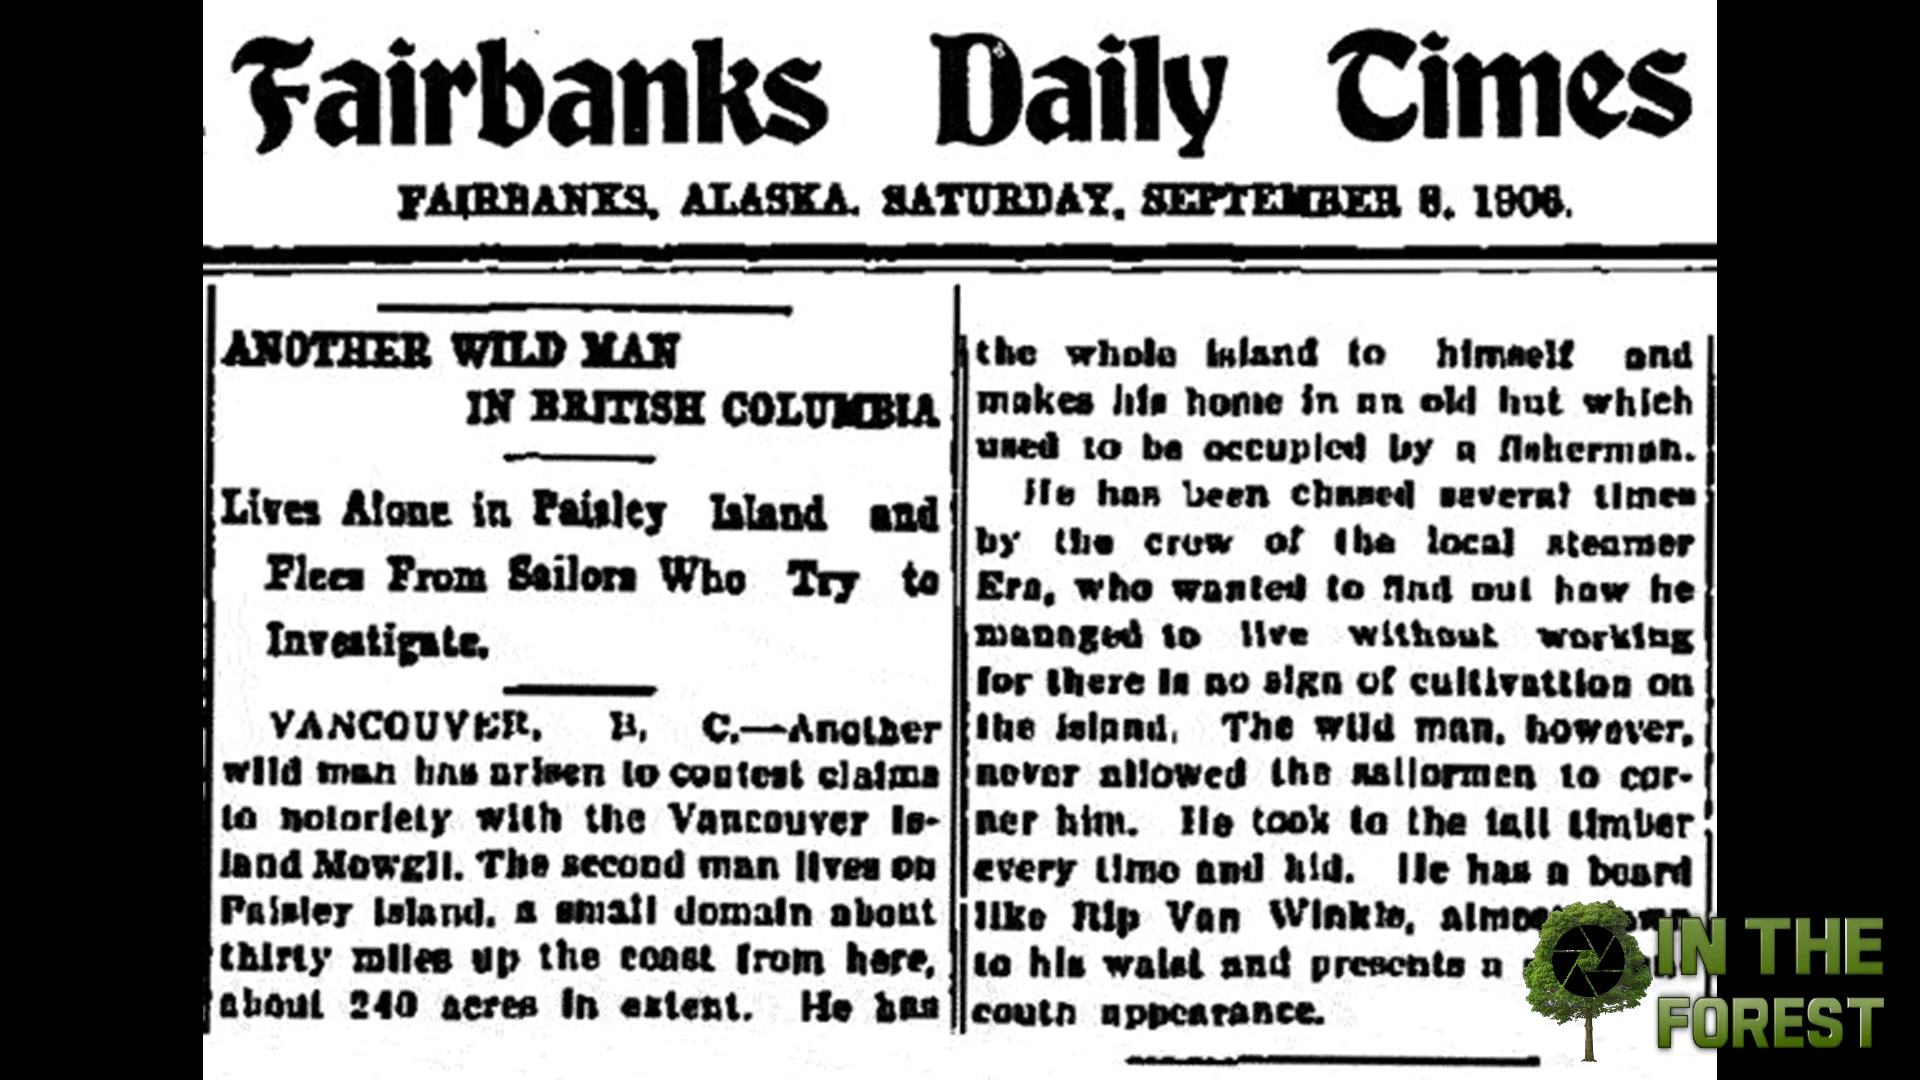 Fairbanks Daily Times
FAIRBANKS, ALASKA. SATURDAY, SEPTEMBER 8, 1906.
ANOTHER WILD MAN
IN BRITISH COLUMBIA
Lives Alone in Paisley Island and
Flees From Sailors Who Try to
Investigate.
VANCOUVER, B. C.—Another
wild man has arisen to contest claims
to notoriety with the Vancouver Is-
land Mowgli. The second man lives on
Paisley Island, a small domain about
thirty miles up the coast from here,
about 240 acres in extent. He has
the whole island to himself and
makes his home in an old hut which
used to be occupied by a fisherman.
He has been chased several times
by the crew of the local steamer
Era, who wanted to find out how he
managed to live without working
for there is no sign of cultivattion on
the island. The wild man, however,
never allowed the sailormen to cor-
ner him. He took to the tall timber
every time and hid. He has a beard
like Rip Van Winkle,
to his waist and presents a
couth appearance.
IN THE
FOREST